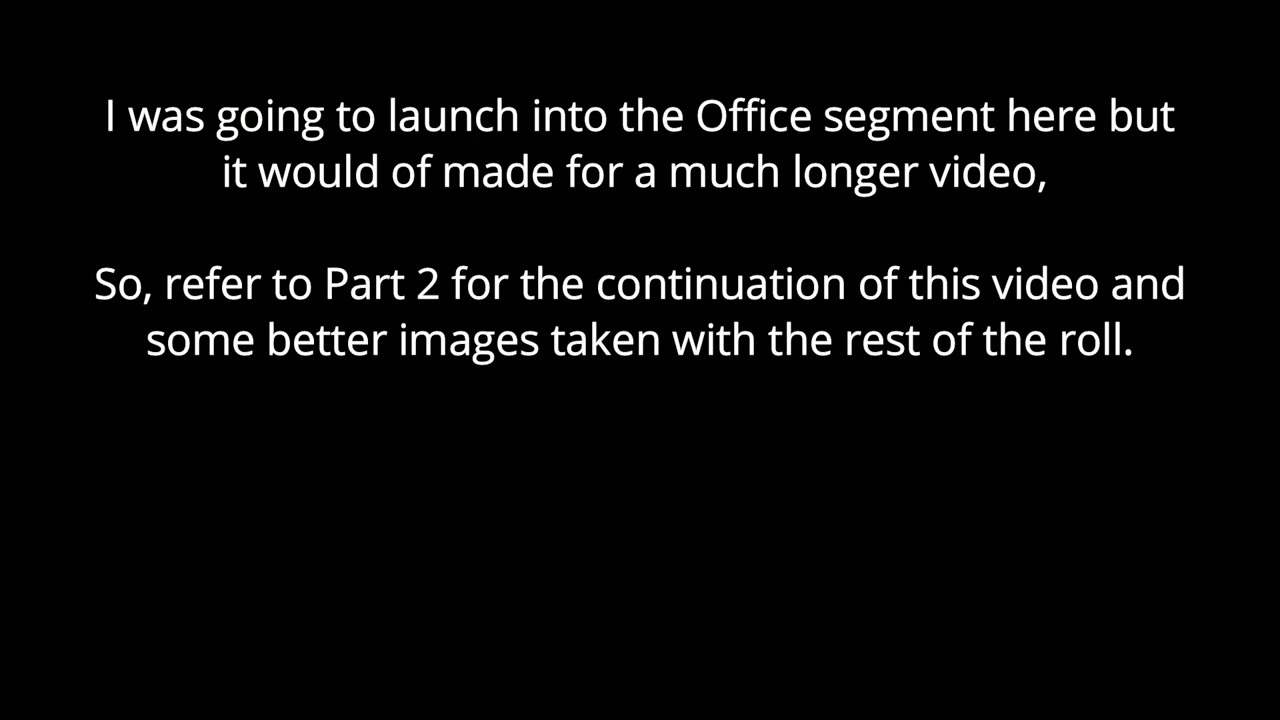 I was going to launch into the Office segment here but
it would of made for a much longer video,
So, refer to Part 2 for the continuation of this video and
some better images taken with the rest of the roll.